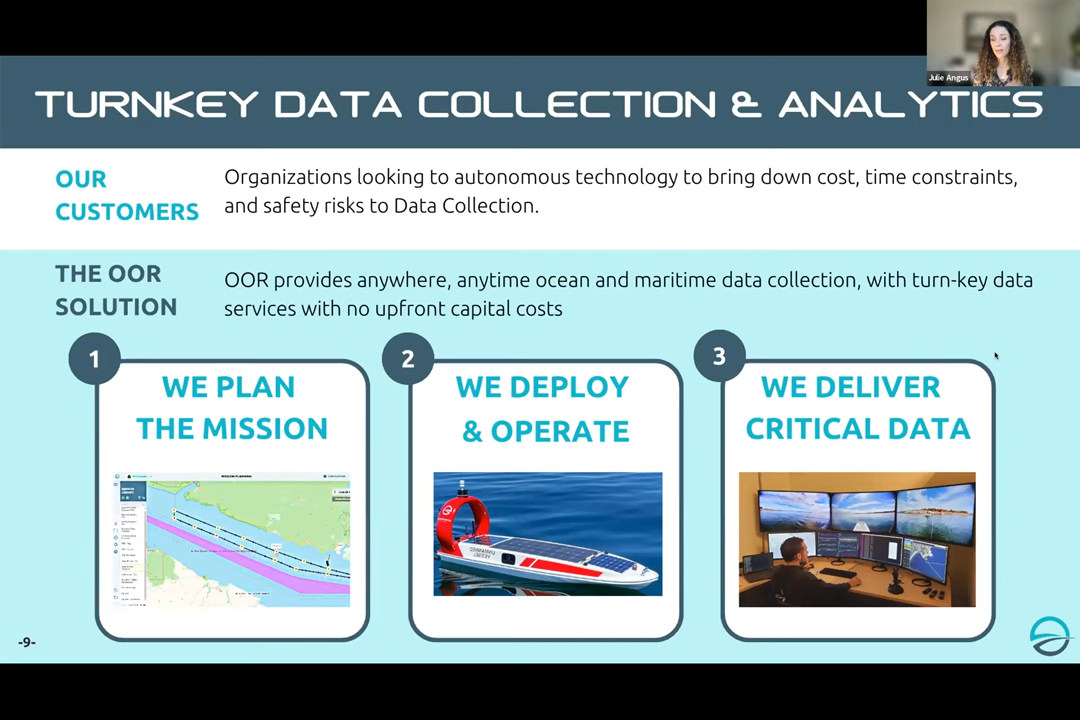 Julie Angus
TURNKEY DATA COLLECTION & ANALYTICS
OUR
CUSTOMERS
Organizations looking to autonomous technology to bring down cost, time constraints,
and safety risks to Data Collection.
THE OOR
SOLUTION
OOR provides anywhere, anytime ocean and maritime data collection, with turn-key data
services with no upfront capital costs
1
WE PLAN
THE MISSION
2
WE DEPLOY
& OPERATE
3
WE DELIVER
CRITICAL DATA
-9-